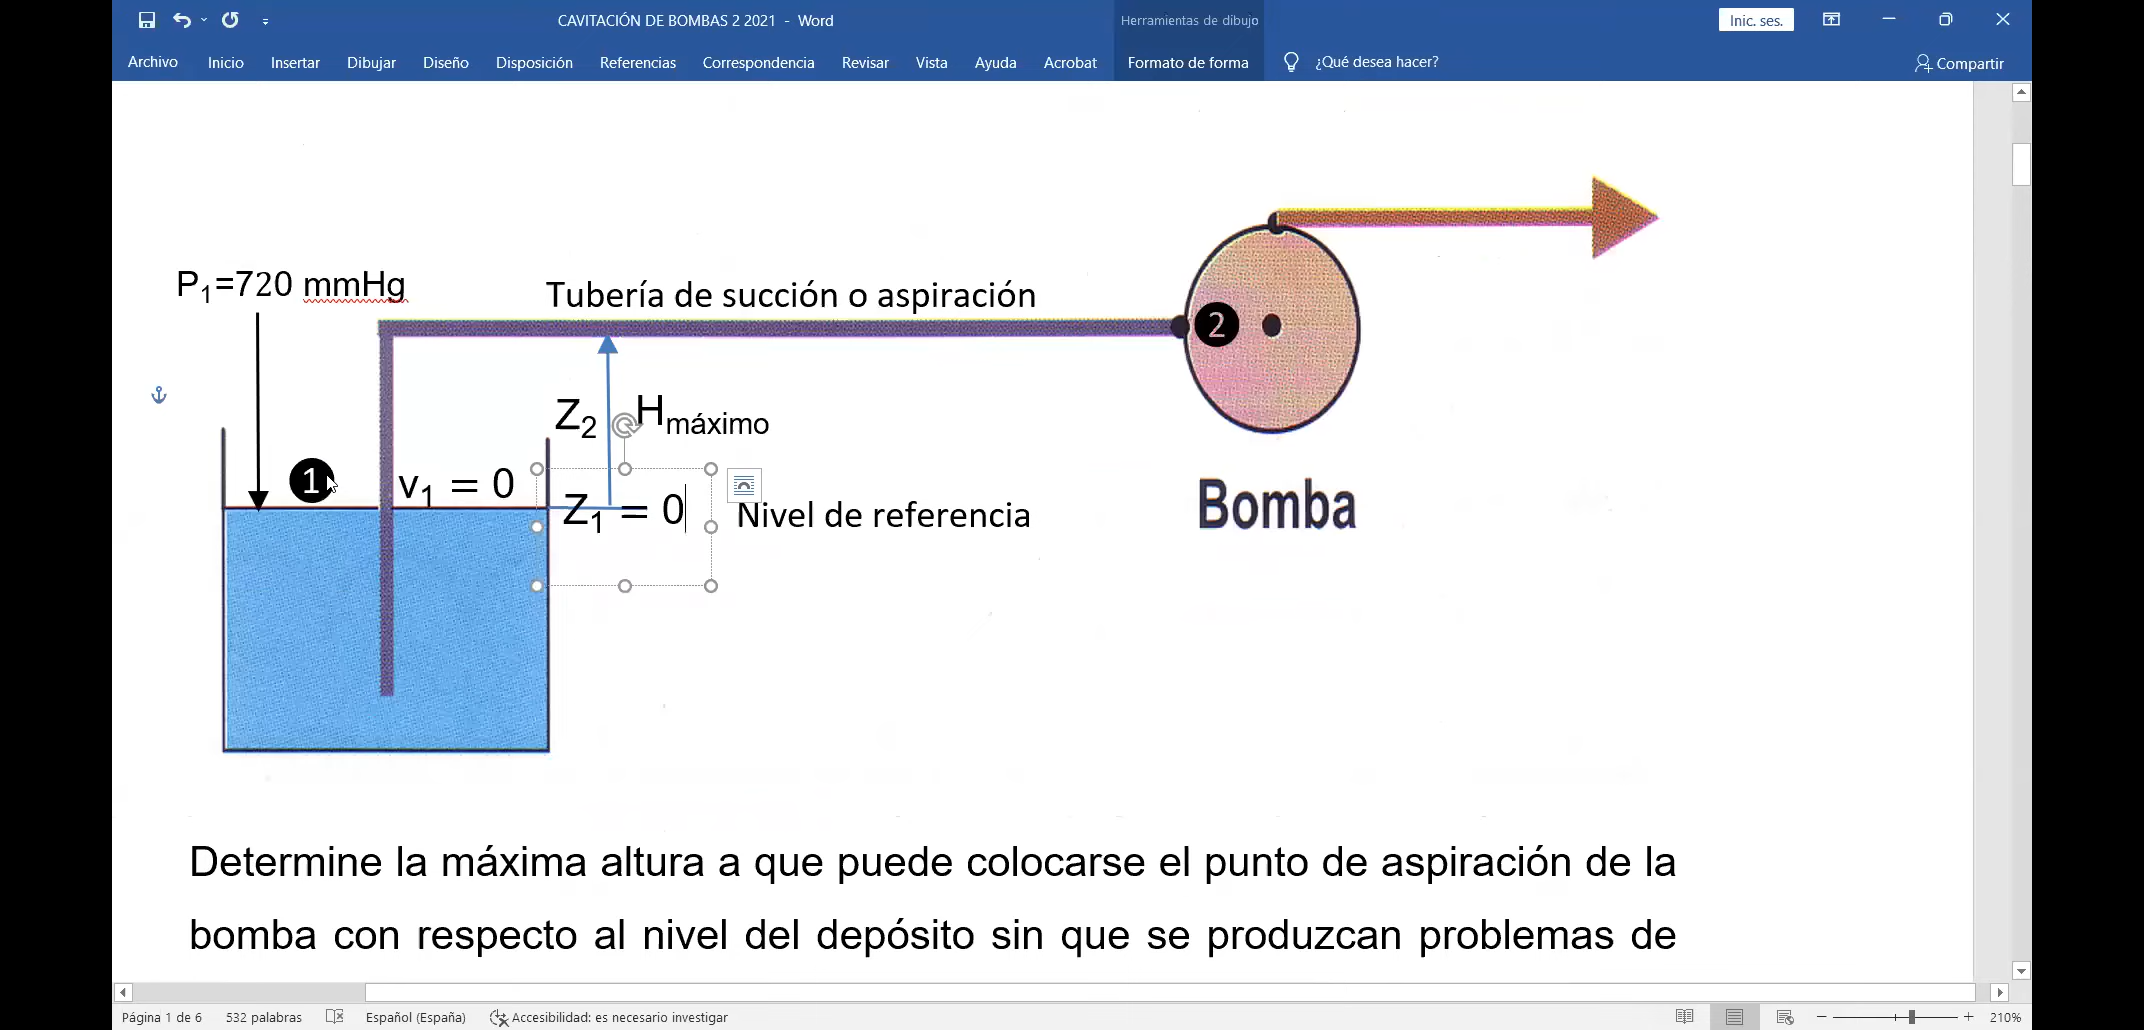 CAVITACIÓN DE BOMBAS 2 2021 - Word
Herramientas de dibujo
Inic. ses.
Archivo Inicio Insertar Dibujar Diseño Disposición Referencias Correspondencia Revisar Vista Ayuda Acrobat Formato de forma ¿Qué desea hacer? Compartir
P₁=720 mmHg
Tubería de succión o aspiración
2
Z₂ Hmáximo
1
v₁ = 0
Z₁ = 0
Nivel de referencia
Bomba
Determine la máxima altura a que puede colocarse el punto de aspiración de la
bomba con respecto al nivel del depósito sin que se produzcan problemas de
Página 1 de 6 532 palabras Español (España) Accesibilidad: es necesario investigar 210%